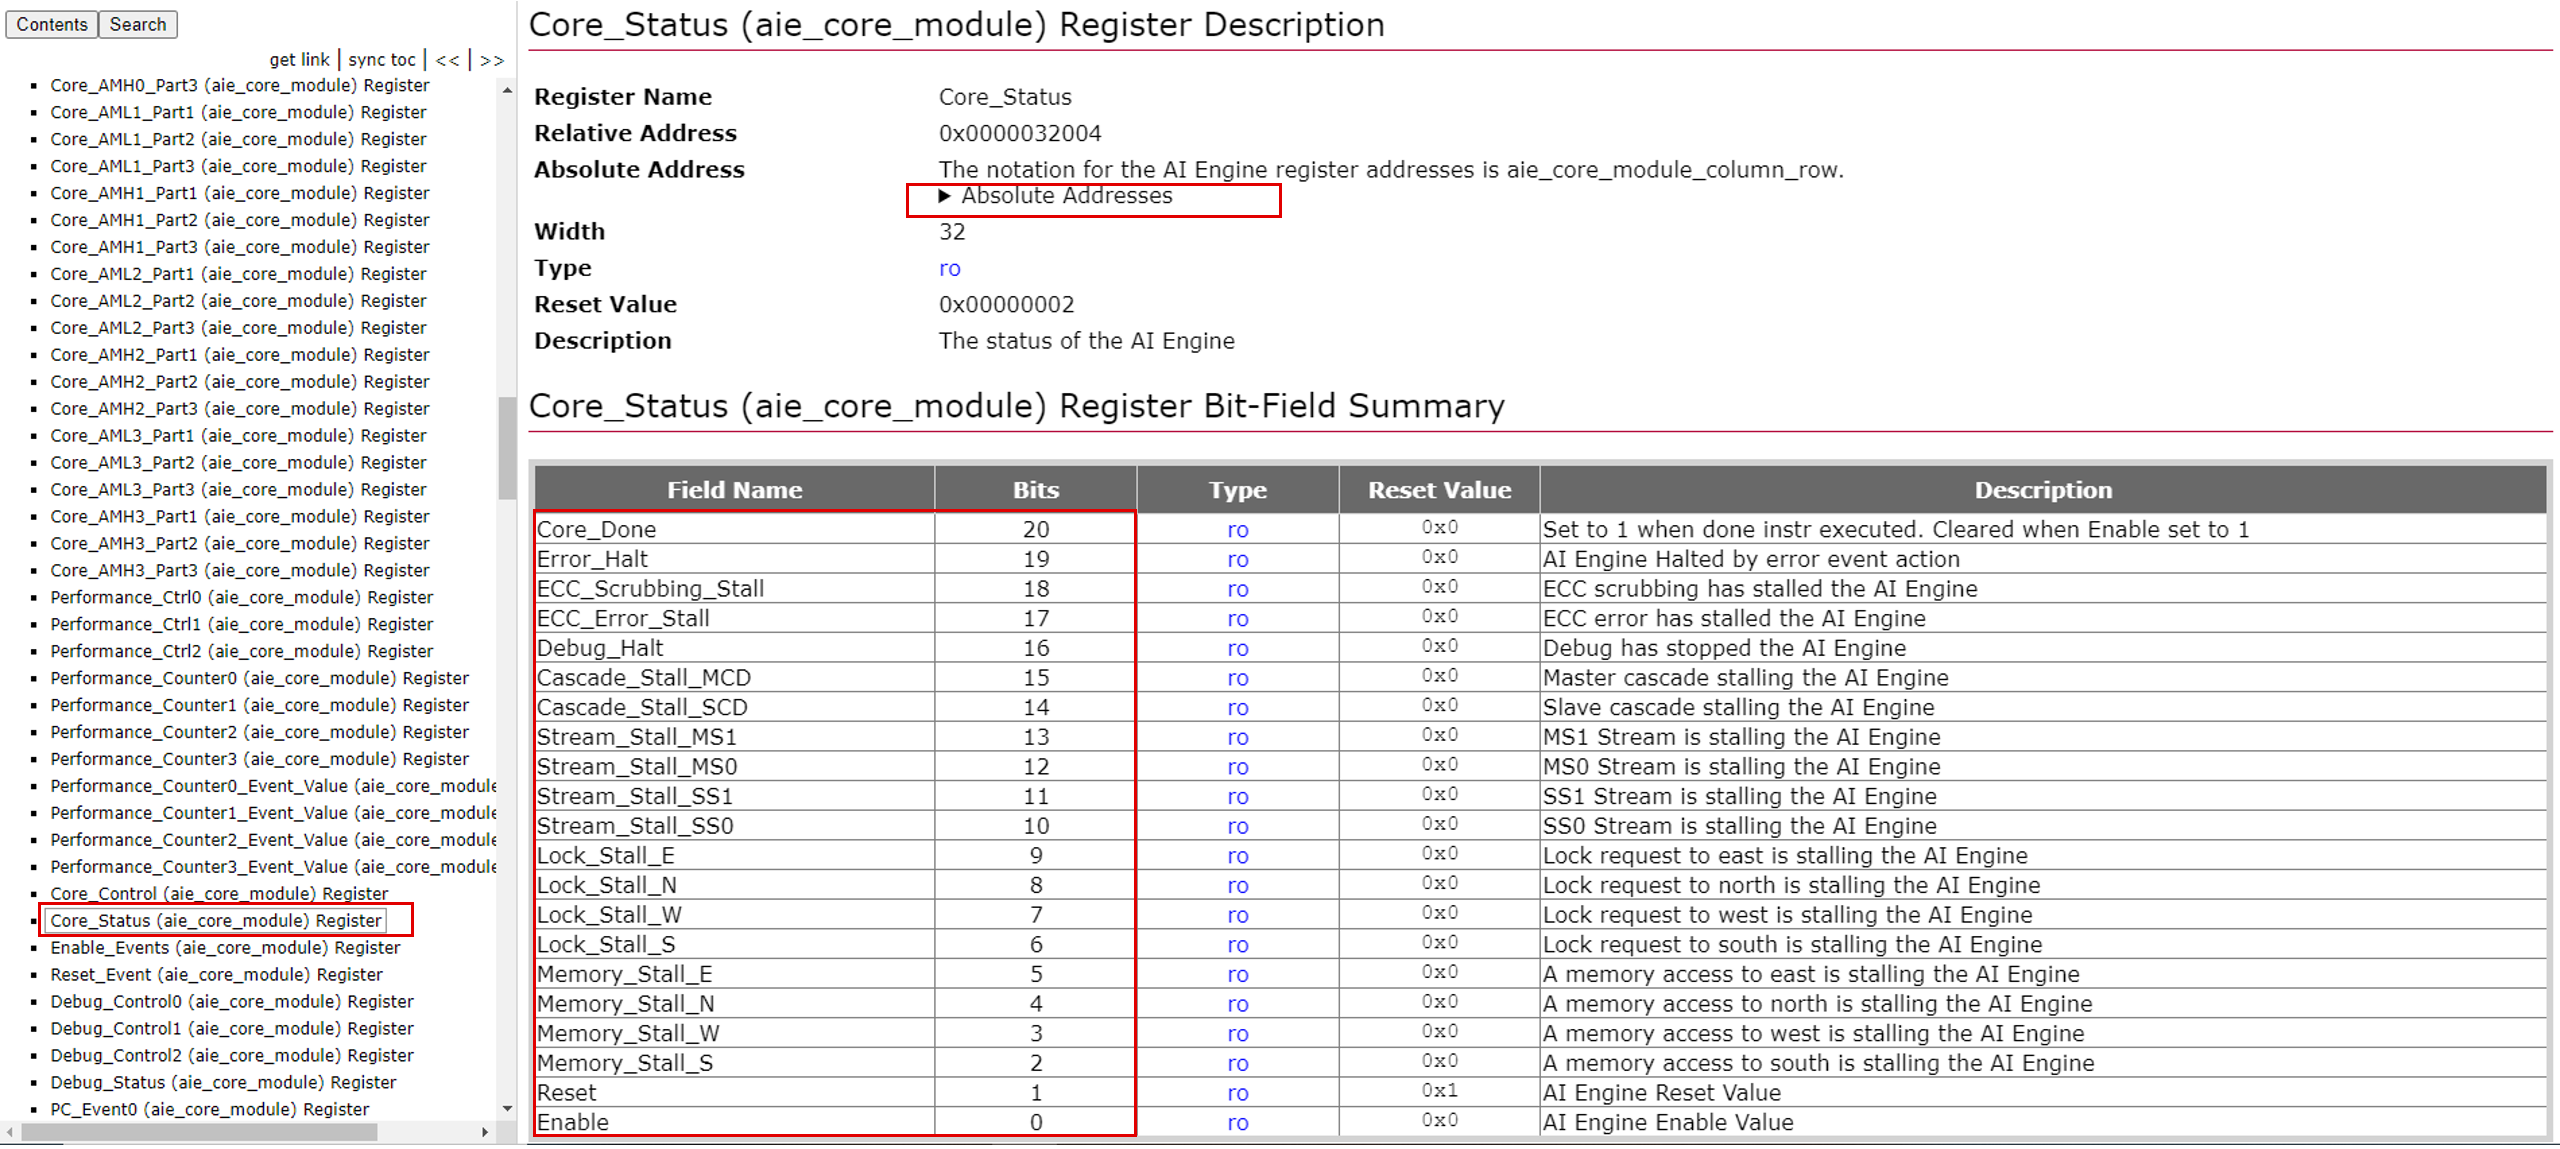 Contents Search
get link | sync toc | << | >>
Core_AMH0_Part3 (aie_core_module) Register
Core_AML1_Part1 (aie_core_module) Register
Core_AML1_Part2 (aie_core_module) Register
Core_AML1_Part3 (aie_core_module) Register
Core_AMH1_Part1 (aie_core_module) Register
Core_AMH1_Part2 (aie_core_module) Register
Core_AMH1_Part3 (aie_core_module) Register
Core_AML2_Part1 (aie_core_module) Register
Core_AML2_Part2 (aie_core_module) Register
Core_AML2_Part3 (aie_core_module) Register
Core_AMH2_Part1 (aie_core_module) Register
Core_AMH2_Part2 (aie_core_module) Register
Core_AMH2_Part3 (aie_core_module) Register
Core_AML3_Part1 (aie_core_module) Register
Core_AML3_Part2 (aie_core_module) Register
Core_AML3_Part3 (aie_core_module) Register
Core_AMH3_Part1 (aie_core_module) Register
Core_AMH3_Part2 (aie_core_module) Register
Core_AMH3_Part3 (aie_core_module) Register
Performance_Ctrl0 (aie_core_module) Register
Performance_Ctrl1 (aie_core_module) Register
Performance_Ctrl2 (aie_core_module) Register
Performance_Counter0 (aie_core_module) Register
Performance_Counter1 (aie_core_module) Register
Performance_Counter2 (aie_core_module) Register
Performance_Counter3 (aie_core_module) Register
Performance_Counter0_Event_Value (aie_core_module
Performance_Counter1_Event_Value (aie_core_module
Performance_Counter2_Event_Value (aie_core_module
Performance_Counter3_Event_Value (aie_core_module
Core_Control (aie_core_module) Register
Core_Status (aie_core_module) Register
Enable_Events (aie_core_module) Register
Reset_Event (aie_core_module) Register
Debug_Control0 (aie_core_module) Register
Debug_Control1 (aie_core_module) Register
Debug_Control2 (aie_core_module) Register
Debug_Status (aie_core_module) Register
PC_Event0 (aie_core_module) Register
Core_Status (aie_core_module) Register Description
Register Name Core_Status
Relative Address 0x0000032004
Absolute Address The notation for the AI Engine register addresses is aie_core_module_column_row.
▶ Absolute Addresses
Width 32
Type ro
Reset Value 0x00000002
Description The status of the AI Engine
Core_Status (aie_core_module) Register Bit-Field Summary
Field Name Bits Type Reset Value Description
Core_Done 20 ro 0x0 Set to 1 when done instr executed. Cleared when Enable set to 1
Error_Halt 19 ro 0x0 AI Engine Halted by error event action
ECC_Scrubbing_Stall 18 ro 0x0 ECC scrubbing has stalled the AI Engine
ECC_Error_Stall 17 ro 0x0 ECC error has stalled the AI Engine
Debug_Halt 16 ro 0x0 Debug has stopped the AI Engine
Cascade_Stall_MCD 15 ro 0x0 Master cascade stalling the AI Engine
Cascade_Stall_SCD 14 ro 0x0 Slave cascade stalling the AI Engine
Stream_Stall_MS1 13 ro 0x0 MS1 Stream is stalling the AI Engine
Stream_Stall_MS0 12 ro 0x0 MS0 Stream is stalling the AI Engine
Stream_Stall_SS1 11 ro 0x0 SS1 Stream is stalling the AI Engine
Stream_Stall_SS0 10 ro 0x0 SS0 Stream is stalling the AI Engine
Lock_Stall_E 9 ro 0x0 Lock request to east is stalling the AI Engine
Lock_Stall_N 8 ro 0x0 Lock request to north is stalling the AI Engine
Lock_Stall_W 7 ro 0x0 Lock request to west is stalling the AI Engine
Lock_Stall_S 6 ro 0x0 Lock request to south is stalling the AI Engine
Memory_Stall_E 5 ro 0x0 A memory access to east is stalling the AI Engine
Memory_Stall_N 4 ro 0x0 A memory access to north is stalling the AI Engine
Memory_Stall_W 3 ro 0x0 A memory access to west is stalling the AI Engine
Memory_Stall_S 2 ro 0x0 A memory access to south is stalling the AI Engine
Reset 1 ro 0x1 AI Engine Reset Value
Enable 0 ro 0x0 AI Engine Enable Value